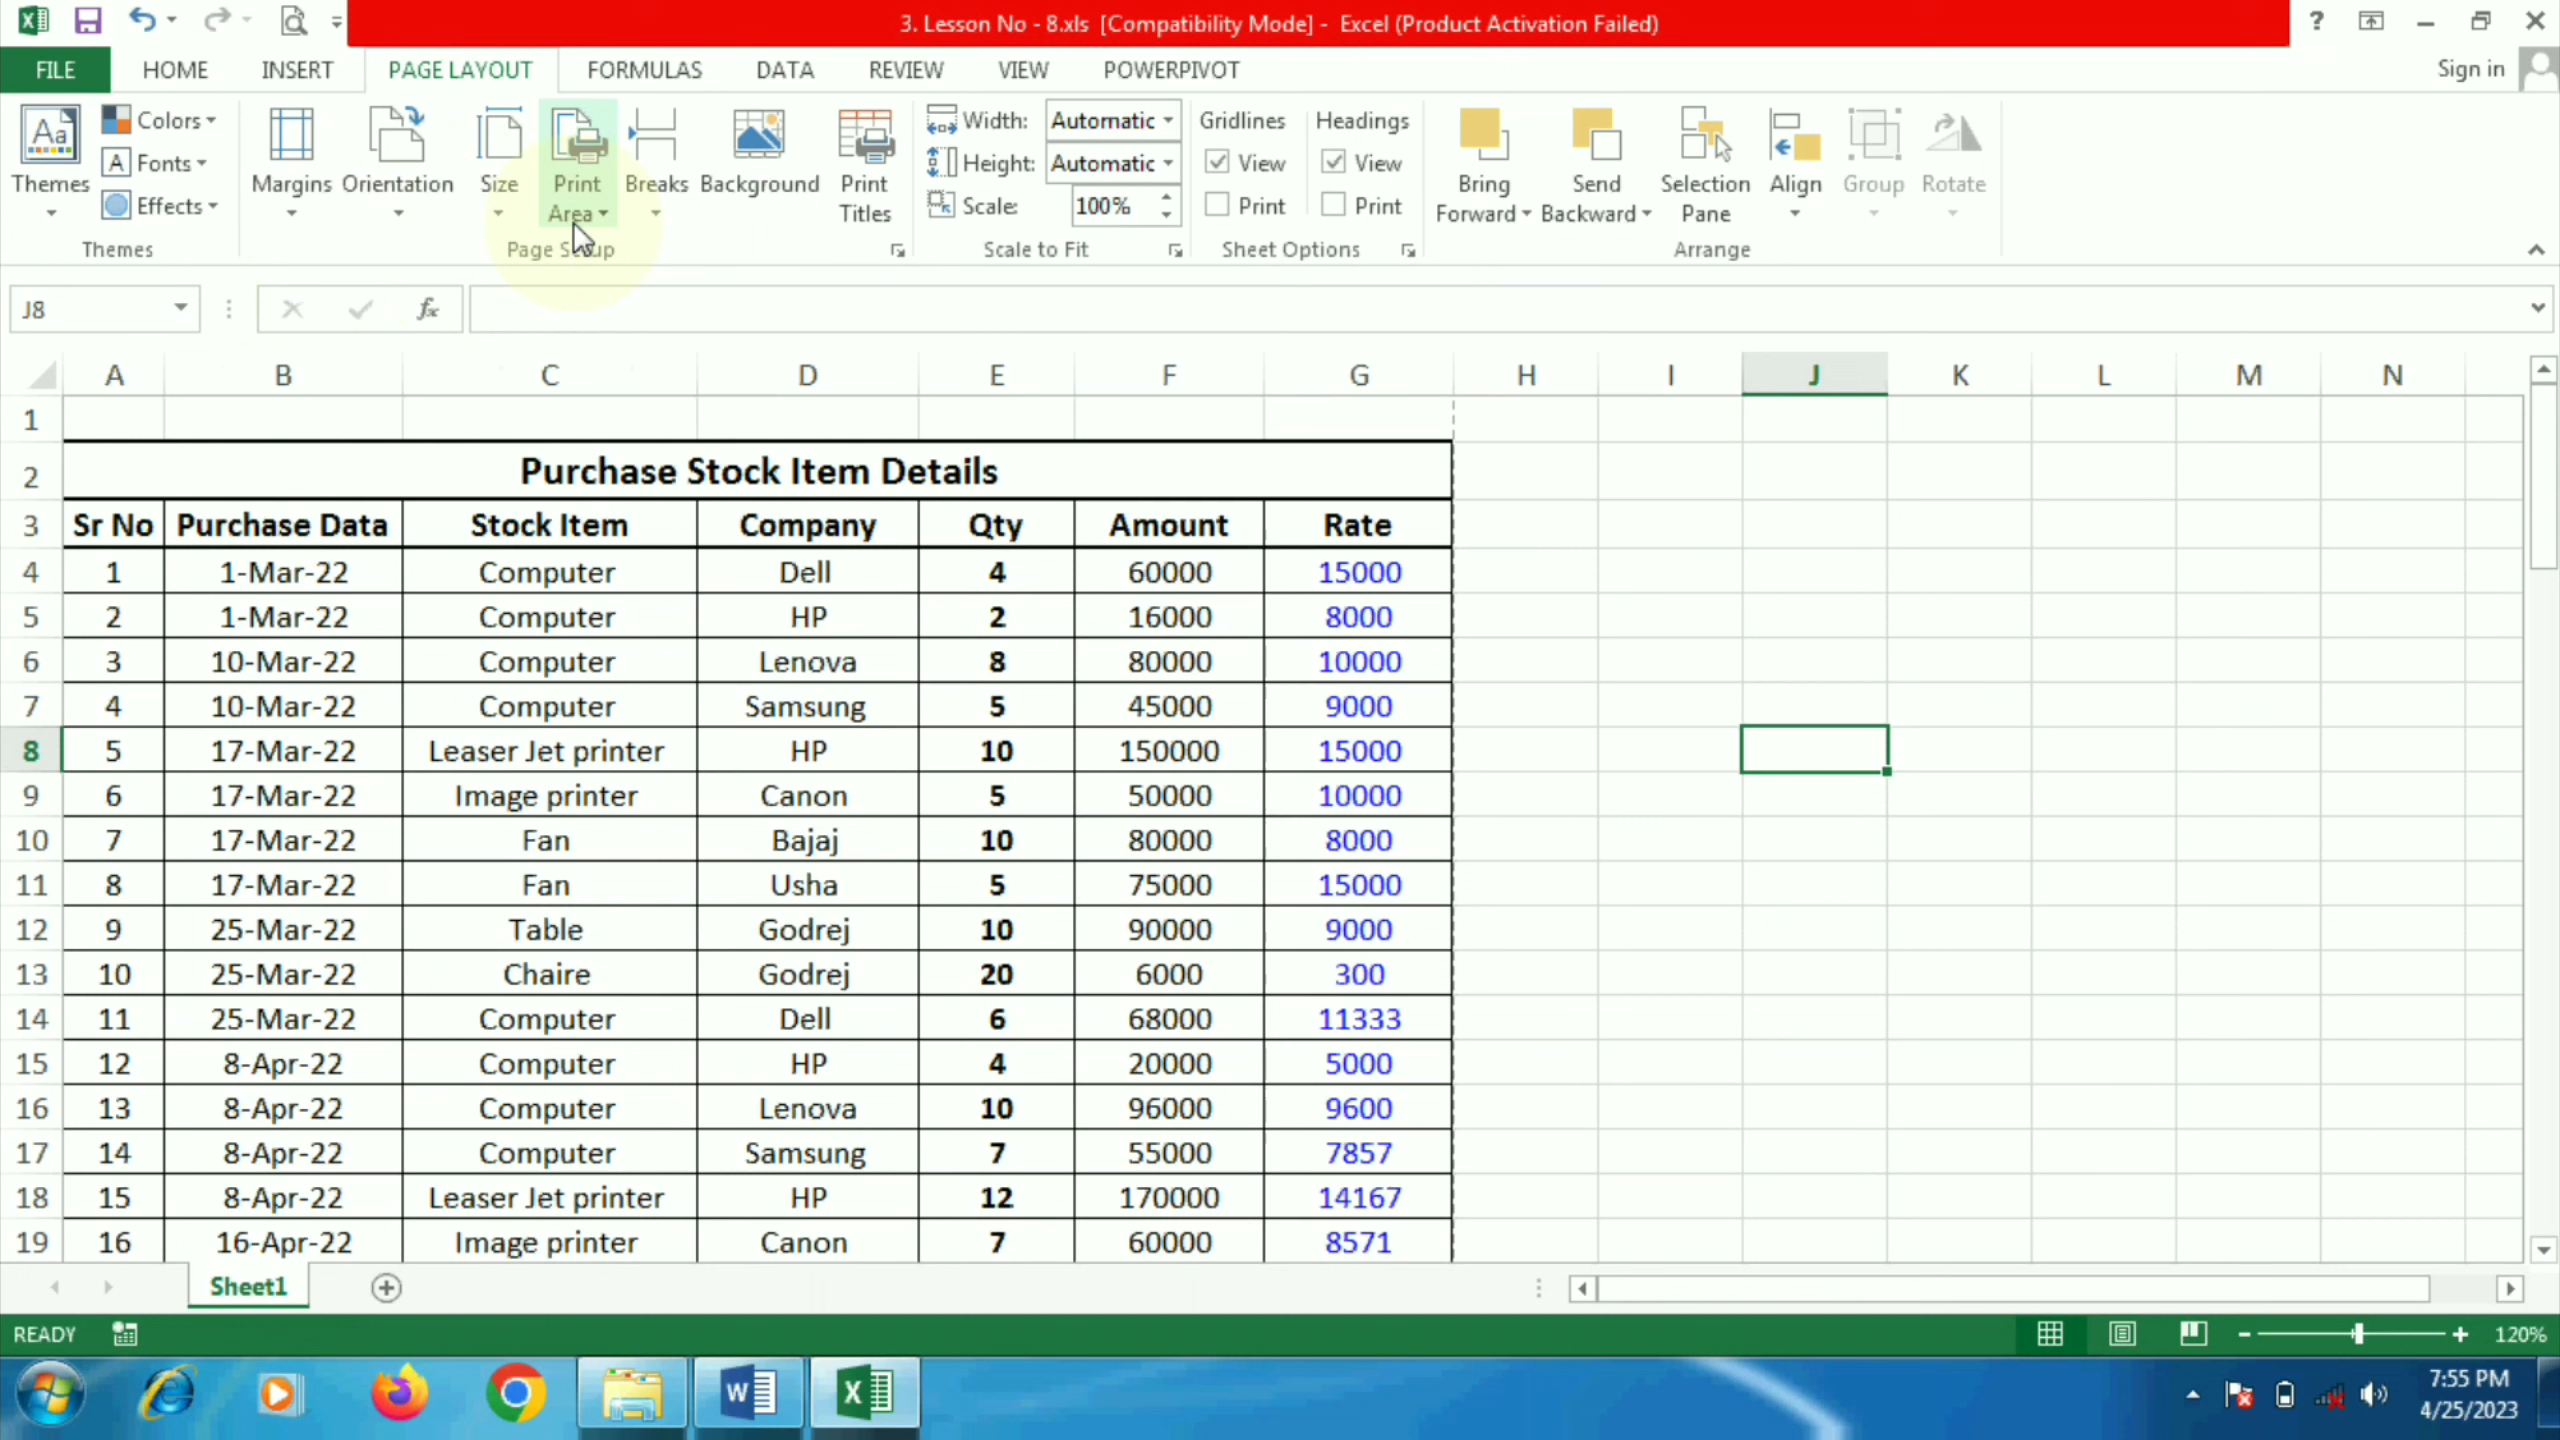 3. Lesson No - 8.xls [Compatibility Mode] - Excel (Product Activation Failed)
FILE HOME INSERT PAGE LAYOUT FORMULAS DATA REVIEW VIEW POWERPIVOT Sign in
Themes
Colors
Fonts
Effects
Margins
Orientation
Size
Print Area
Breaks
Background
Print Titles
Width: Automatic
Height: Automatic
Scale: 100%
Gridlines
View
Print
Headings
View
Print
Bring Forward
Send Backward
Selection Pane
Align
Group
Rotate
Themes Page Setup Scale to Fit Sheet Options Arrange
J8 fx
A B C D E F G H I J K L M N
1
2 Purchase Stock Item Details
3 Sr No Purchase Data Stock Item Company Qty Amount Rate
4 1 1-Mar-22 Computer Dell 4 60000 15000
5 2 1-Mar-22 Computer HP 2 16000 8000
6 3 10-Mar-22 Computer Lenova 8 80000 10000
7 4 10-Mar-22 Computer Samsung 5 45000 9000
8 5 17-Mar-22 Leaser Jet printer HP 10 150000 15000
9 6 17-Mar-22 Image printer Canon 5 50000 10000
10 7 17-Mar-22 Fan Bajaj 10 80000 8000
11 8 17-Mar-22 Fan Usha 5 75000 15000
12 9 25-Mar-22 Table Godrej 10 90000 9000
13 10 25-Mar-22 Chaire Godrej 20 6000 300
14 11 25-Mar-22 Computer Dell 6 68000 11333
15 12 8-Apr-22 Computer HP 4 20000 5000
16 13 8-Apr-22 Computer Lenova 10 96000 9600
17 14 8-Apr-22 Computer Samsung 7 55000 7857
18 15 8-Apr-22 Leaser Jet printer HP 12 170000 14167
19 16 16-Apr-22 Image printer Canon 7 60000 8571
Sheet1
READY 120%
7:55 PM
4/25/2023